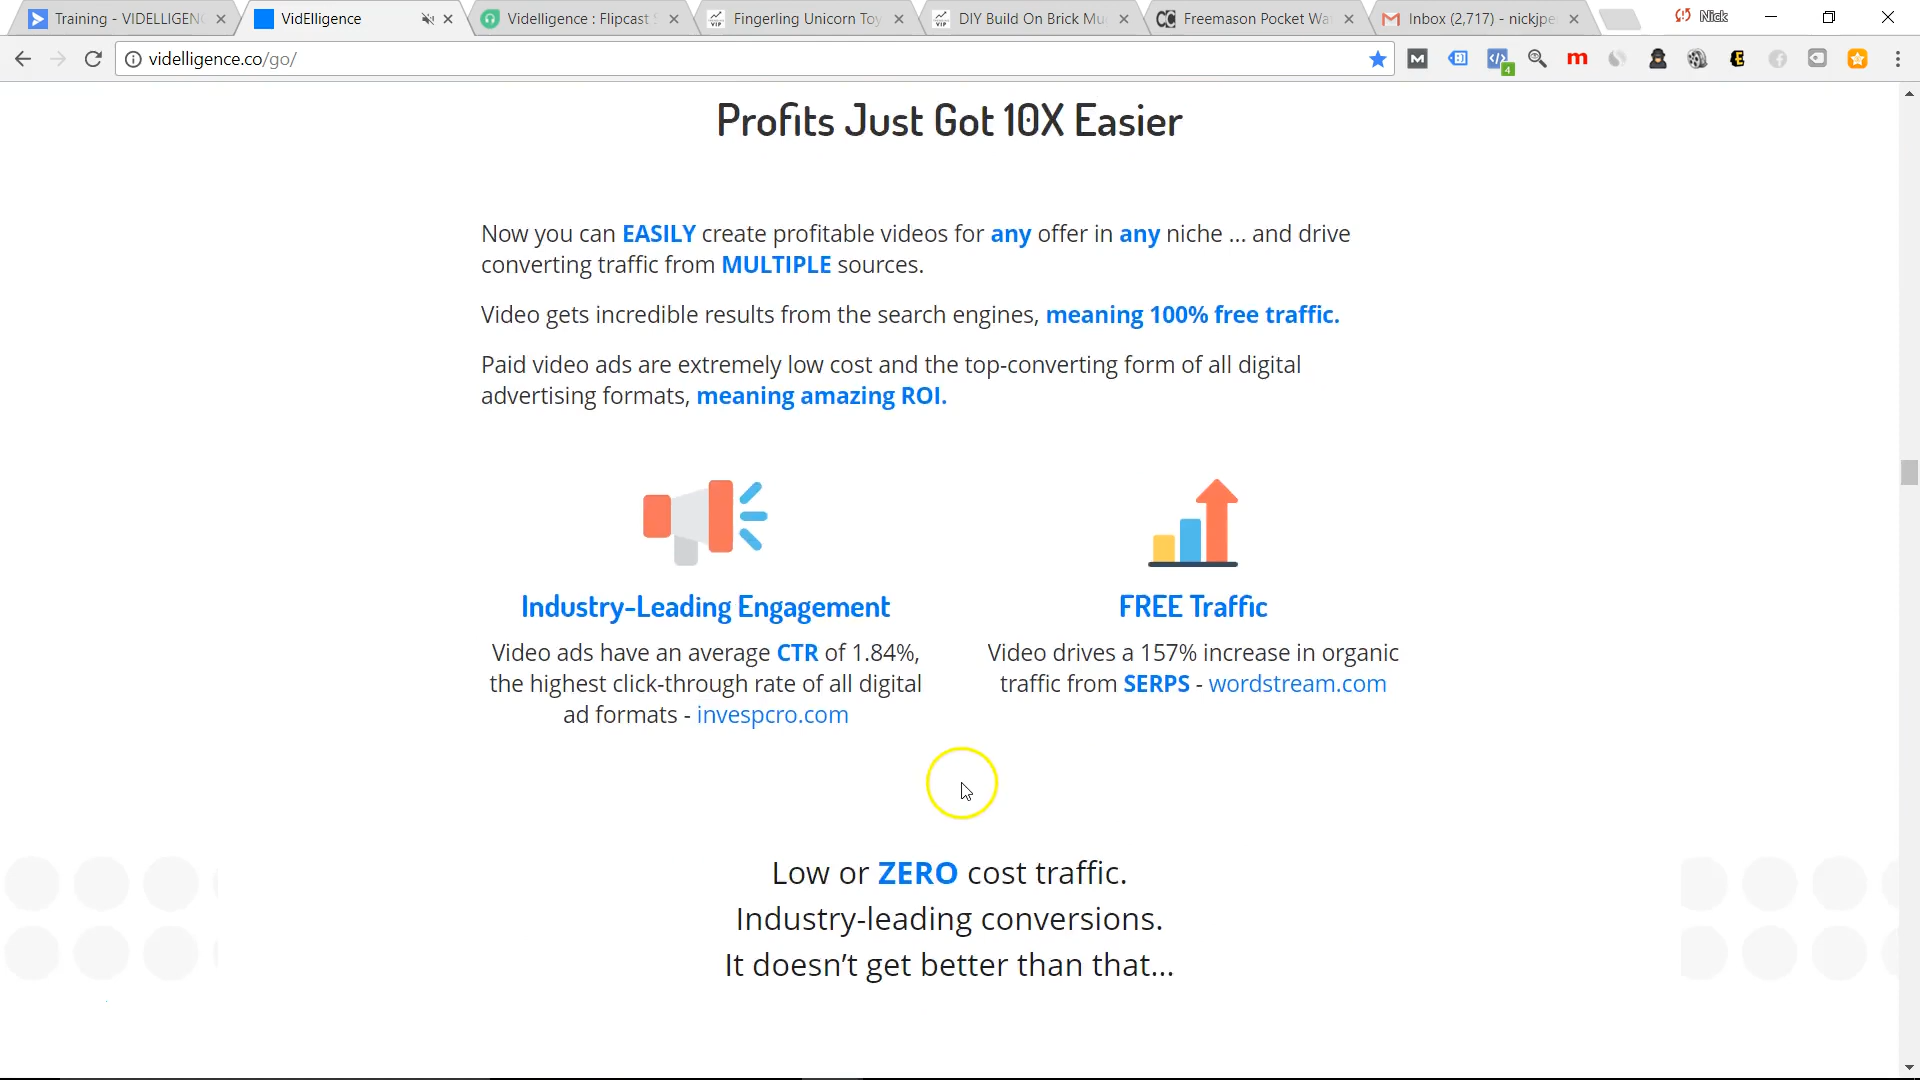 Training - VIDELLIGENC
VidElligence
Videlligence : Flipcast S
Fingerling Unicorn Toy
DIY Build On Brick Mu
Freemason Pocket Wa
Inbox (2,717) - nickjpe
Nick
videlligence.co/go/
4
Profits Just Got 10X Easier
Now you can EASILY create profitable videos for any offer in any niche ... and drive
converting traffic from MULTIPLE sources.
Video gets incredible results from the search engines, meaning 100% free traffic.
Paid video ads are extremely low cost and the top-converting form of all digital
advertising formats, meaning amazing ROI.
Industry-Leading Engagement
Video ads have an average CTR of 1.84%,
the highest click-through rate of all digital
ad formats - invespcro.com
FREE Traffic
Video drives a 157% increase in organic
traffic from SERPS - wordstream.com
Low or ZERO cost traffic.
Industry-leading conversions.
It doesn't get better than that...